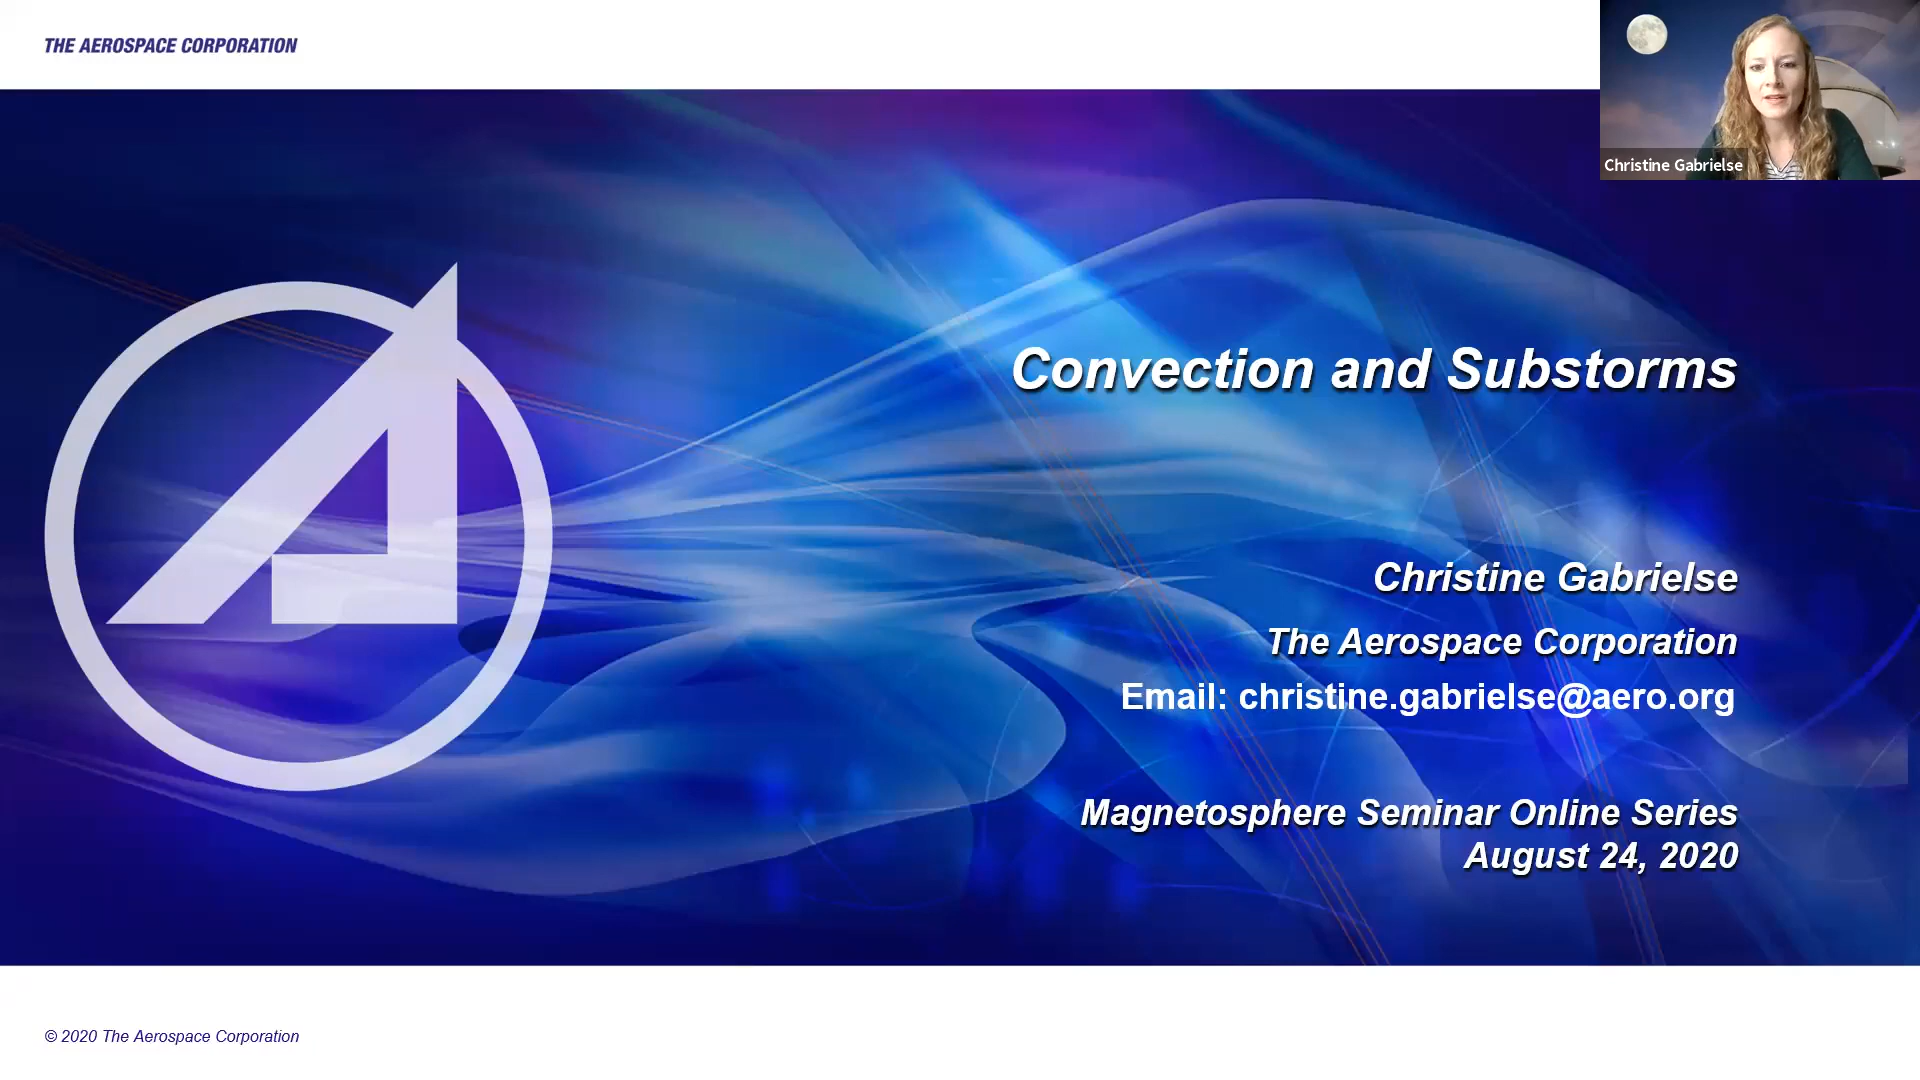 THE AEROSPACE CORPORATION
Christine Gabrielse
Convection and Substorms
Christine Gabrielse
The Aerospace Corporation
Email: christine.gabrielse@aero.org
Magnetosphere Seminar Online Series
August 24, 2020
© 2020 The Aerospace Corporation